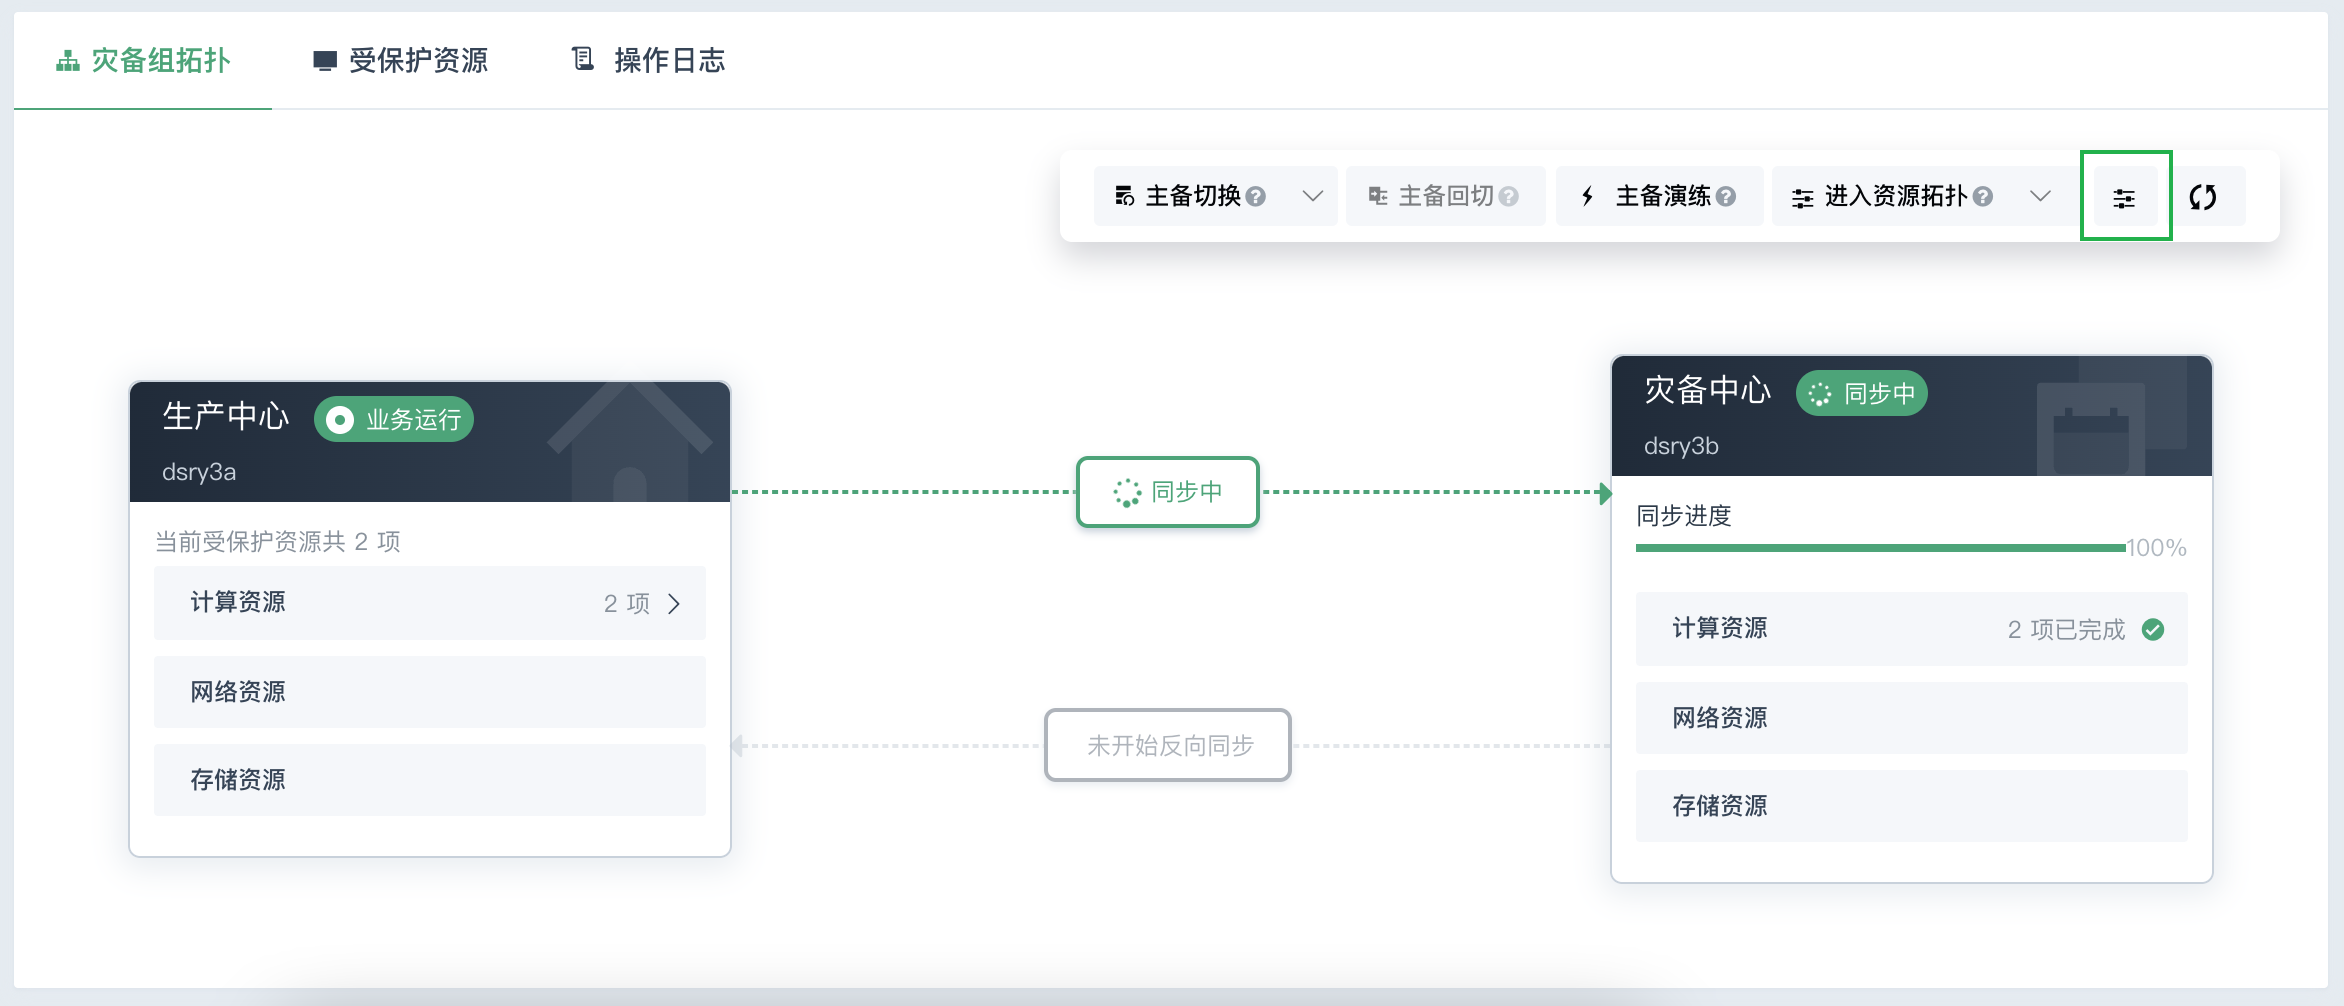 灾备组拓扑
受保护资源
操作日志
主备切换
主备回切
主备演练
进入资源拓扑
生产中心
业务运行
dsry3a
当前受保护资源共 2 项
计算资源
2 项
网络资源
存储资源
同步中
未开始反向同步
灾备中心
同步中
dsry3b
同步进度
100%
计算资源
2 项已完成
网络资源
存储资源